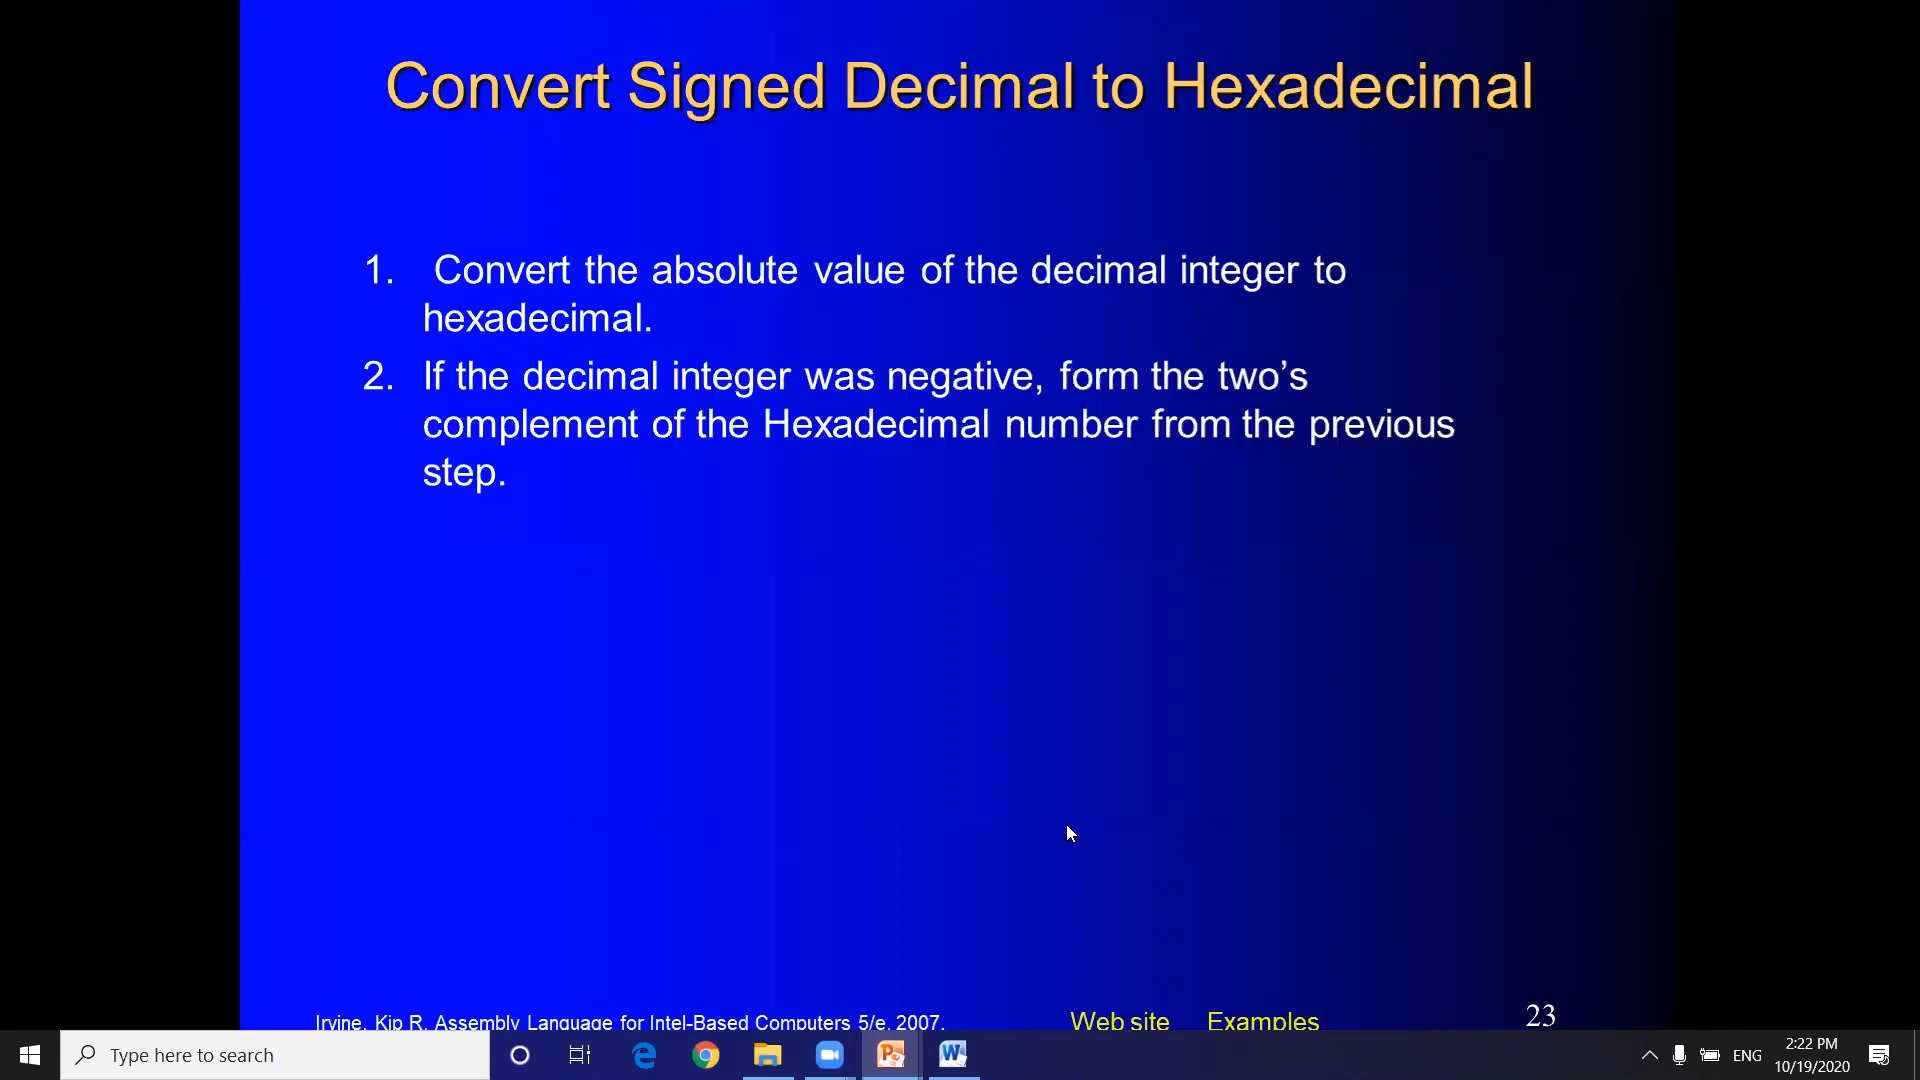 Convert Signed Decimal to Hexadecimal
1. Convert the absolute value of the decimal integer to
hexadecimal.
2. If the decimal integer was negative, form the two’s
complement of the Hexadecimal number from the previous
step.
Irvine, Kip R. Assembly Language for Intel-Based Computers 5/e, 2007.
Web site Examples 23
Type here to search
ENG
2:22 PM
10/19/2020